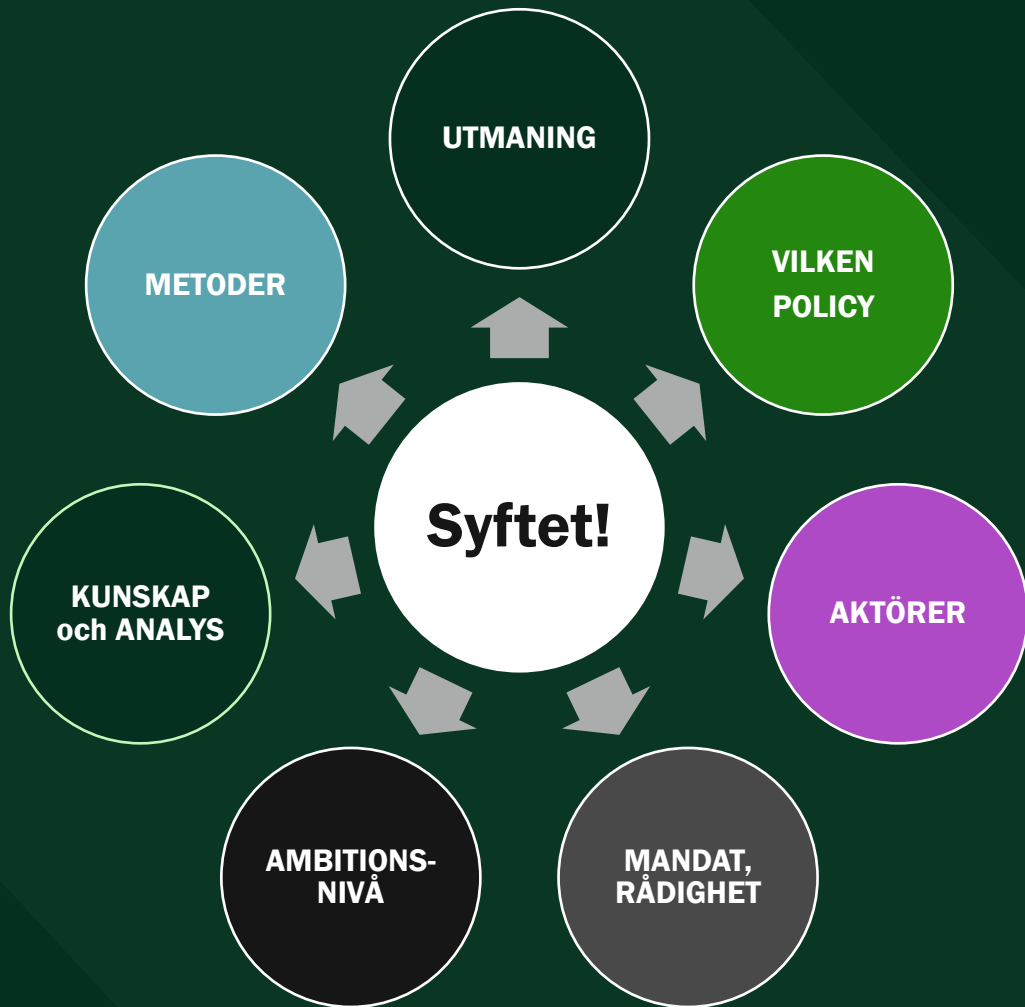 UTMANING
VILKEN
POLICY
AKTÖRER
MANDAT,
RÅDIGHET
AMBITIONS-
NIVÅ
KUNSKAP
och ANALYS
METODER
Syftet!